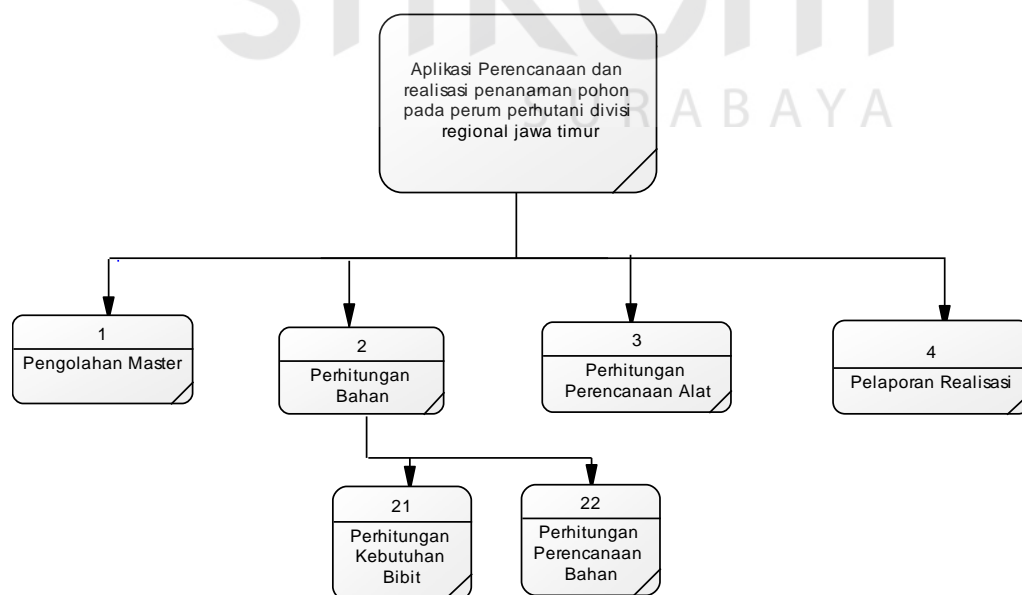 SURABAYA
Aplikasi Perencanaan dan
realisasi penanaman pohon
pada perum perhutani divisi
regional jawa timur
1
Pengolahan Master
2
Perhitungan
Bahan
3
Perhitungan
Perencanaan Alat
4
Pelaporan Realisasi
21
Perhitungan
Kebutuhan
Bibit
22
Perhitungan
Perencanaan
Bahan